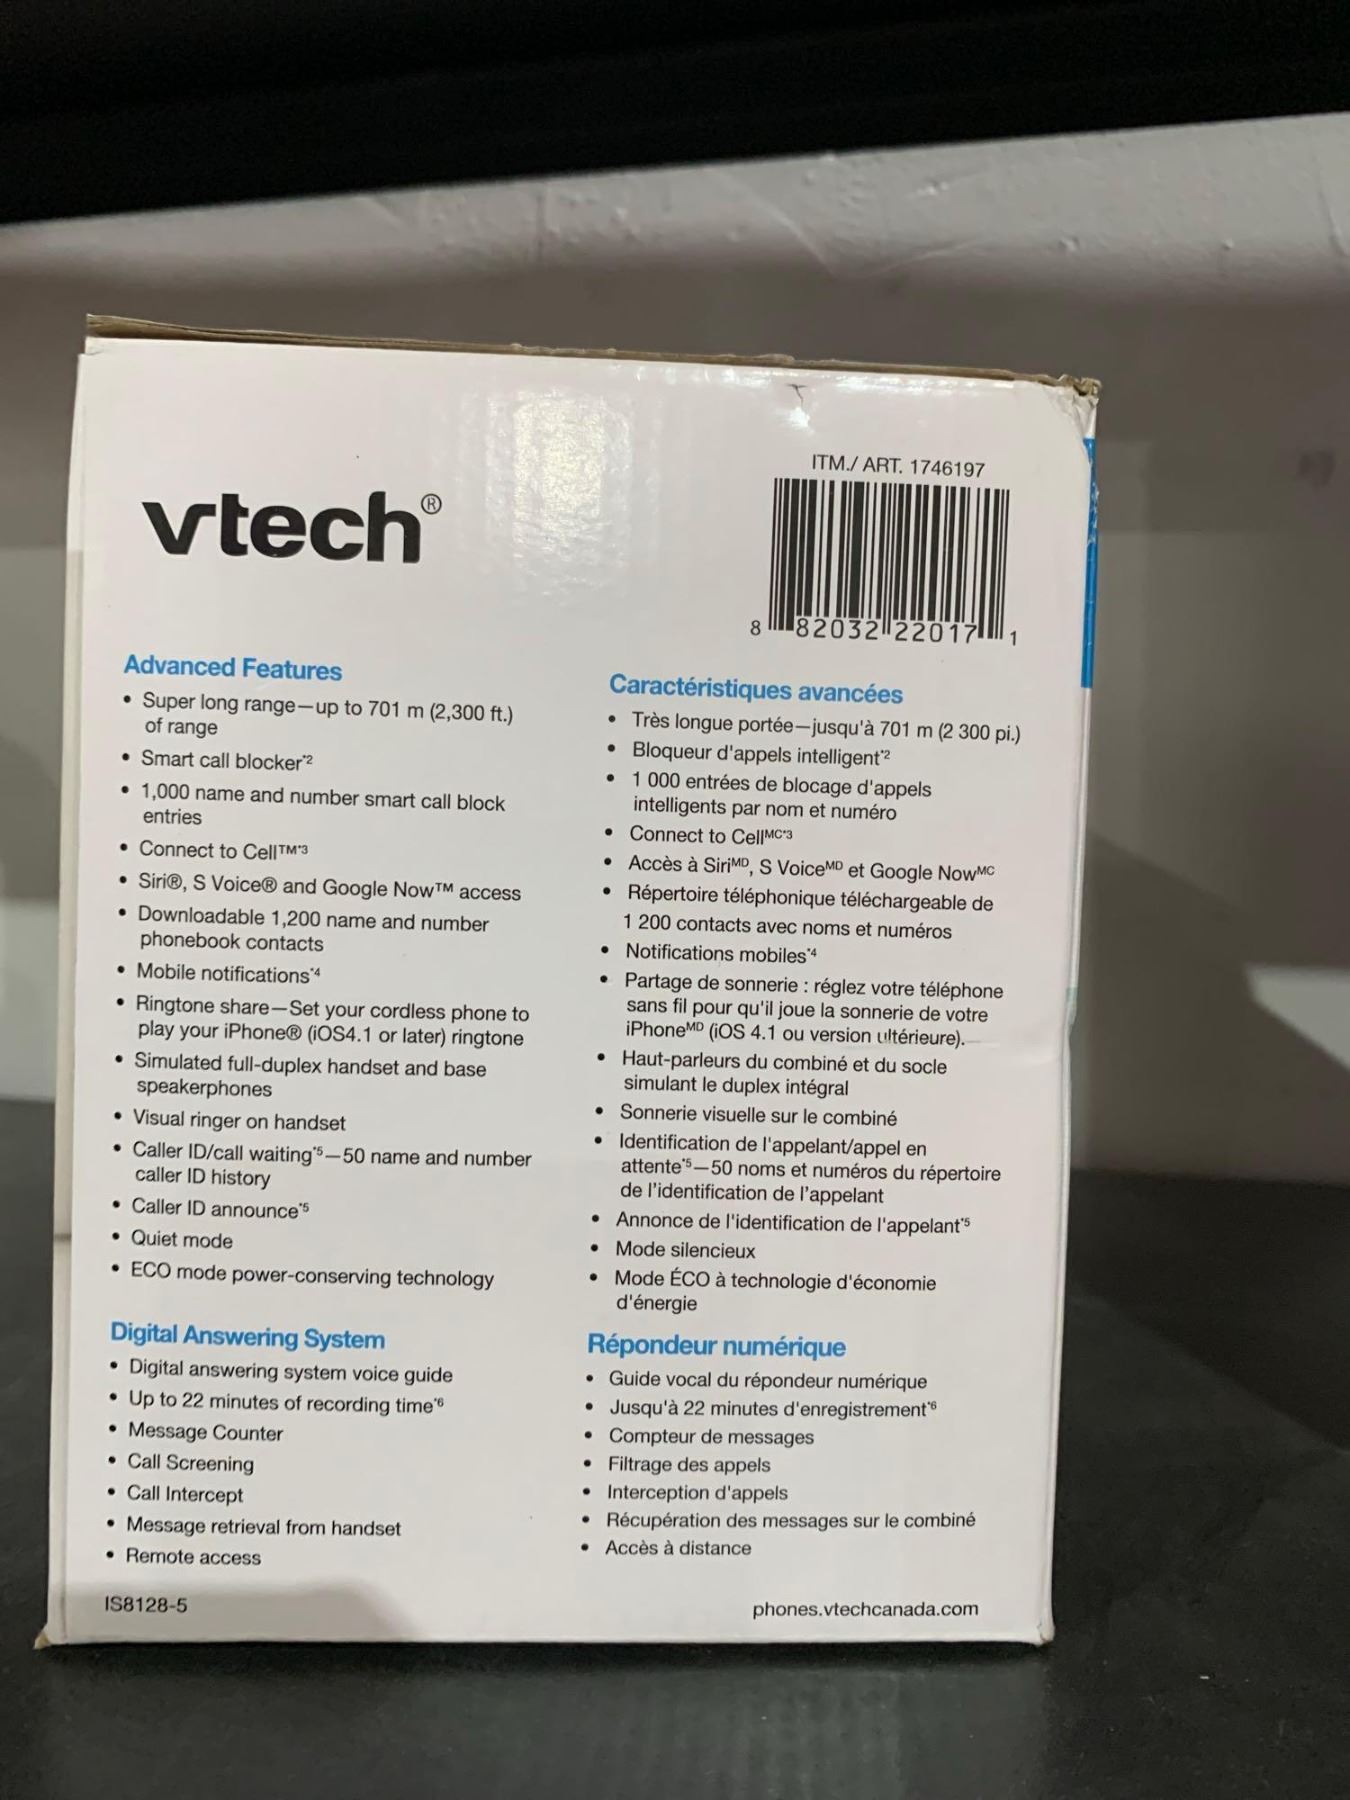 vtech®
ITM./ ART. 1746197
8 82032 22017 1
Advanced Features
• Super long range—up to 701 m (2,300 ft.)
of range
• Smart call blocker*2
• 1,000 name and number smart call block
entries
• Connect to Cell™*3
• Siri®, S Voice® and Google Now™ access
• Downloadable 1,200 name and number
phonebook contacts
• Mobile notifications*4
• Ringtone share—Set your cordless phone to
play your iPhone® (iOS4.1 or later) ringtone
• Simulated full-duplex handset and base
speakerphones
• Visual ringer on handset
• Caller ID/call waiting*5—50 name and number
caller ID history
• Caller ID announce*5
• Quiet mode
• ECO mode power-conserving technology
Digital Answering System
• Digital answering system voice guide
• Up to 22 minutes of recording time*6
• Message Counter
• Call Screening
• Call Intercept
• Message retrieval from handset
• Remote access
IS8128-5
Caractéristiques avancées
• Très longue portée—jusqu'à 701 m (2 300 pi.)
• Bloqueur d'appels intelligent*2
• 1 000 entrées de blocage d'appels
intelligents par nom et numéro
• Connect to CellMC*3
• Accès à SiriMD, S VoiceMD et Google NowMC
• Répertoire téléphonique téléchargeable de
1 200 contacts avec noms et numéros
• Notifications mobiles*4
• Partage de sonnerie : réglez votre téléphone
sans fil pour qu'il joue la sonnerie de votre
iPhoneMD (iOS 4.1 ou version ultérieure).
• Haut-parleurs du combiné et du socle
simulant le duplex intégral
• Sonnerie visuelle sur le combiné
• Identification de l'appelant/appel en
attente*5—50 noms et numéros du répertoire
de l'identification de l'appelant
• Annonce de l'identification de l'appelant*5
• Mode silencieux
• Mode ÉCO à technologie d'économie
d'énergie
Répondeur numérique
• Guide vocal du répondeur numérique
• Jusqu'à 22 minutes d'enregistrement*6
• Compteur de messages
• Filtrage des appels
• Interception d'appels
• Récupération des messages sur le combiné
• Accès à distance
phones.vtechcanada.com